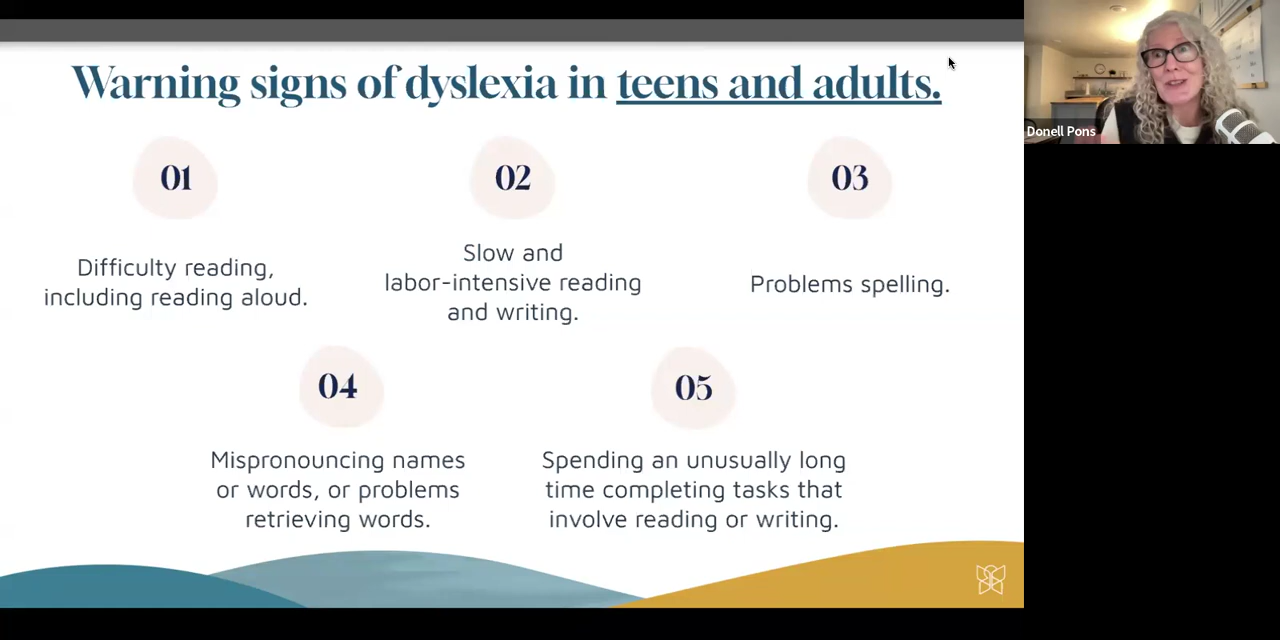 Warning signs of dyslexia in teens and adults.
01
02
03
Difficulty reading,
including reading aloud.
Slow and
labor-intensive reading
and writing.
Problems spelling.
04
05
Mispronouncing names
or words, or problems
retrieving words.
Spending an unusually long
time completing tasks that
involve reading or writing.
Donell Pons